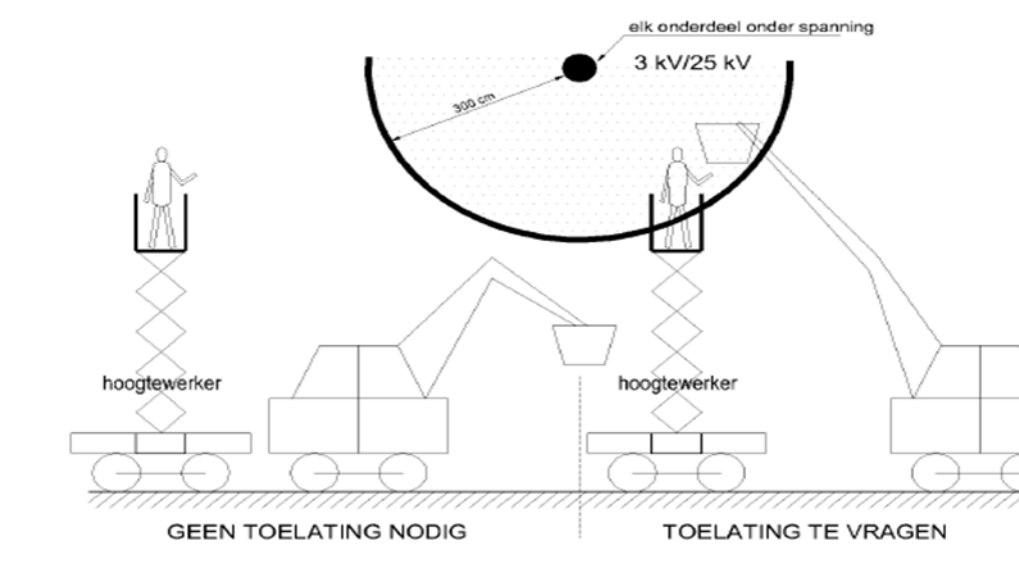 elk onderdeel onder spanning
3 kV/25 kV
300 cm
hoogtewerker
hoogtewerker
GEEN TOELATING NODIG
TOELATING TE VRAGEN